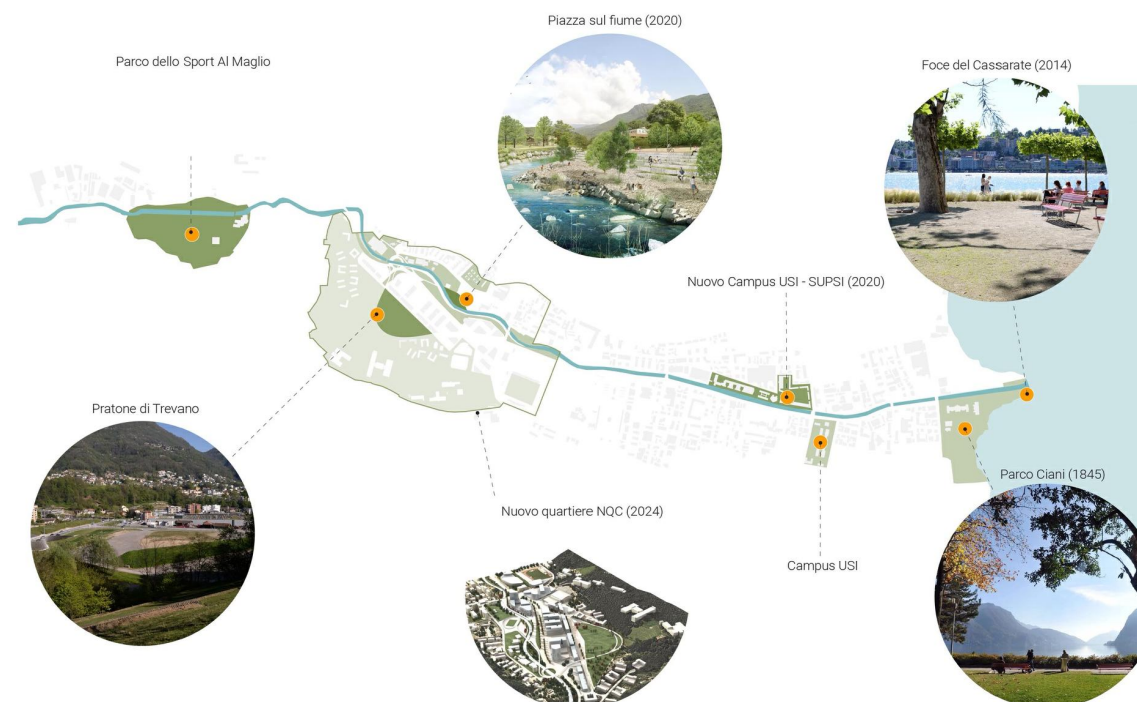 Piazza sul fiume (2020)
Parco dello Sport Al Maglio
Foce del Cassarate (2014)
Nuovo Campus USI - SUPSI (2020)
Pratone di Trevano
Parco Ciani (1845)
Nuovo quartiere NQC (2024)
Campus USI